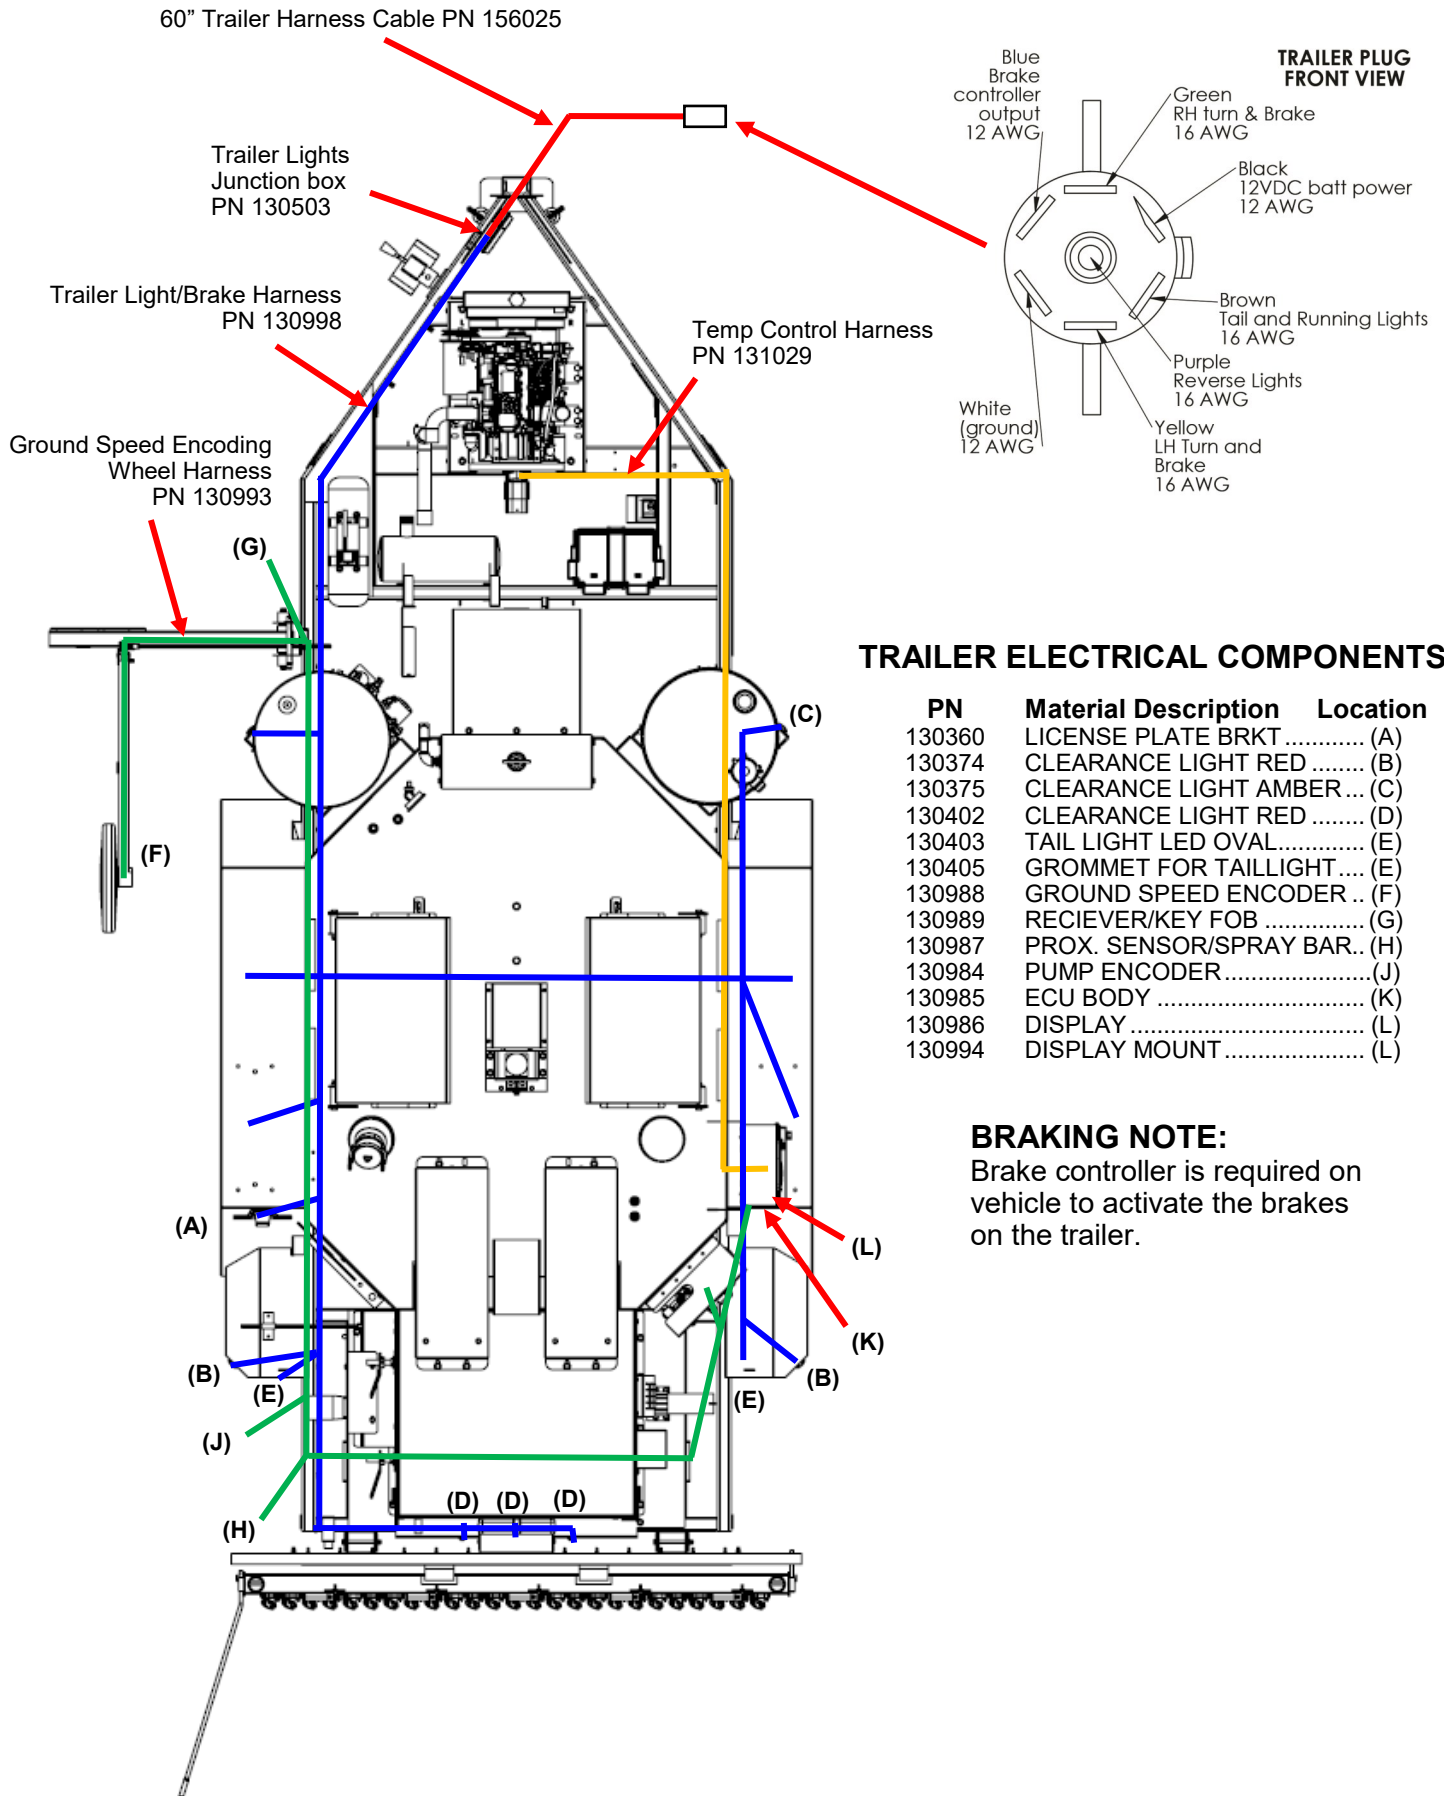 60” Trailer Harness Cable PN 156025
TRAILER PLUG
FRONT VIEW
Blue
Brake
controller
output
12 AWG
Green
RH turn & Brake
16 AWG
Black
12VDC batt power
12 AWG
Brown
Tail and Running Lights
16 AWG
Purple
Reverse Lights
16 AWG
Yellow
LH Turn and
Brake
16 AWG
White
(ground)
12 AWG
Trailer Lights
Junction box
PN 130503
Trailer Light/Brake Harness
PN 130998
Temp Control Harness
PN 131029
Ground Speed Encoding
Wheel Harness
PN 130993
(G)
(C)
(F)
(A)
(L)
(K)
(B)
(E)
(E)
(B)
(J)
(H)
(D) (D) (D)
TRAILER ELECTRICAL COMPONENTS
PN Material Description Location
130360 LICENSE PLATE BRKT ............ (A)
130374 CLEARANCE LIGHT RED ........ (B)
130375 CLEARANCE LIGHT AMBER ... (C)
130402 CLEARANCE LIGHT RED ........ (D)
130403 TAIL LIGHT LED OVAL............. (E)
130405 GROMMET FOR TAILLIGHT.... (E)
130988 GROUND SPEED ENCODER .. (F)
130989 RECIEVER/KEY FOB ............... (G)
130987 PROX. SENSOR/SPRAY BAR.. (H)
130984 PUMP ENCODER.....................(J)
130985 ECU BODY .............................. (K)
130986 DISPLAY .................................. (L)
130994 DISPLAY MOUNT.................... (L)
BRAKING NOTE:
Brake controller is required on
vehicle to activate the brakes
on the trailer.